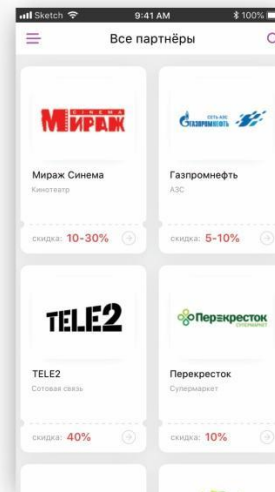 Sketch 9:41 AM 100%
Все партнёры
CINEMA
МИРАЖ
СЕТЬ АЗС
ГАЗПРОМНЕФТЬ
Мираж Синема
Кинотеатр
Газпромнефть
АЗС
скидка: 10-30%
скидка: 5-10%
TELE2
Перекресток
СУПЕРМАРКЕТ
TELE2
Сотовая связь
Перекресток
Супермаркет
скидка: 40%
скидка: 10%